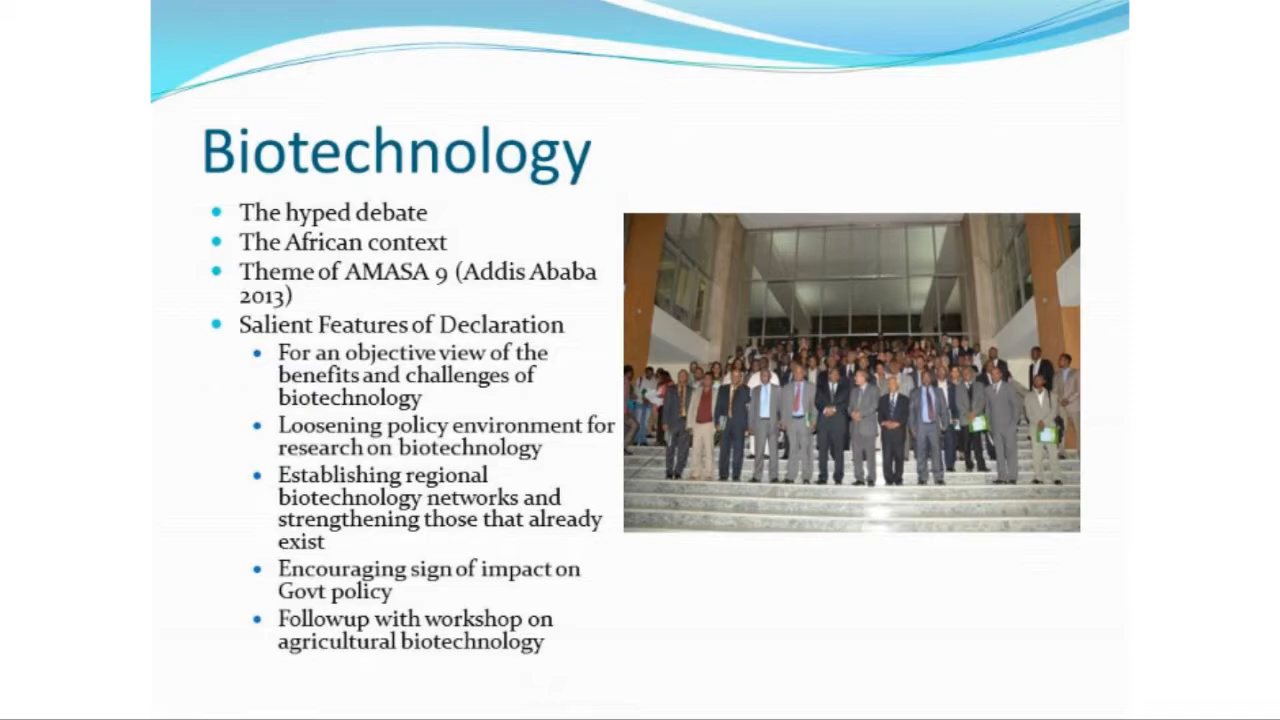 Biotechnology
The hyped debate
The African context
Theme of AMASA 9 (Addis Ababa
2013)
Salient Features of Declaration
For an objective view of the
benefits and challenges of
biotechnology
Loosening policy environment for
research on biotechnology
Establishing regional
biotechnology networks and
strengthening those that already
exist
Encouraging sign of impact on
Govt policy
Followup with workshop on
agricultural biotechnology